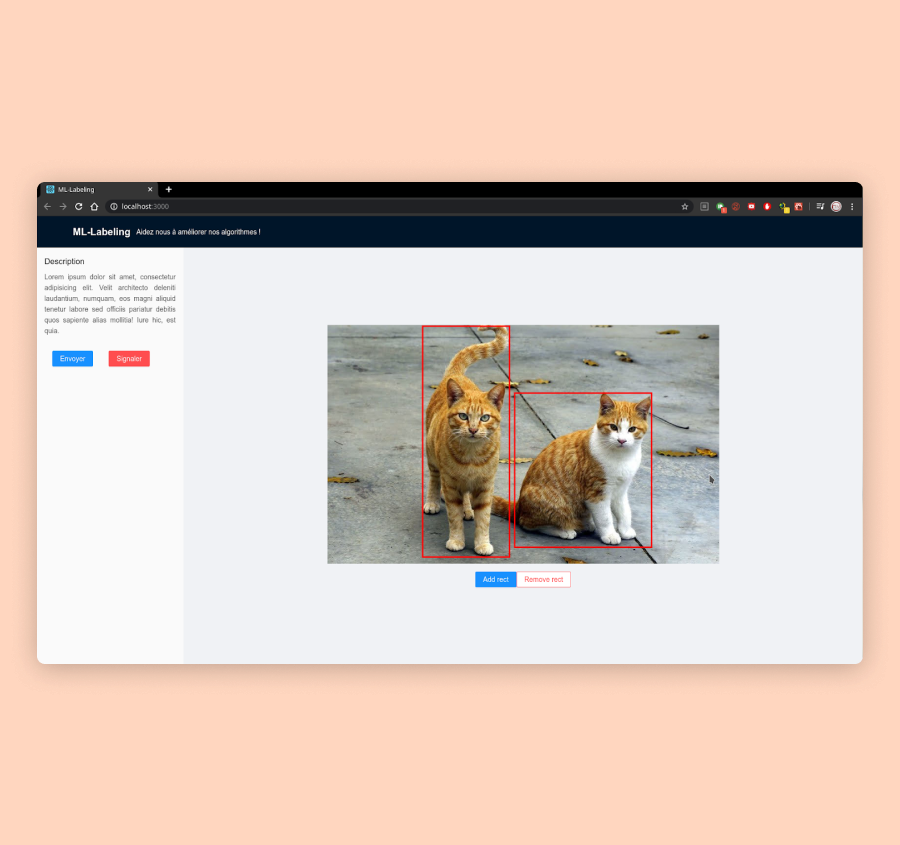 ML-Labeling
localhost:3000
ML-Labeling Aidez nous à améliorer nos algorithmes !
Description
Lorem ipsum dolor sit amet, consectetur
adipisicing elit. Velit architecto deleniti
laudantium, numquam, eos magni aliquid
tenetur labore sed officiis pariatur debitis
quos sapiente alias mollitia! Iure hic, est
quia.
Envoyer Signaler
Add rect Remove rect